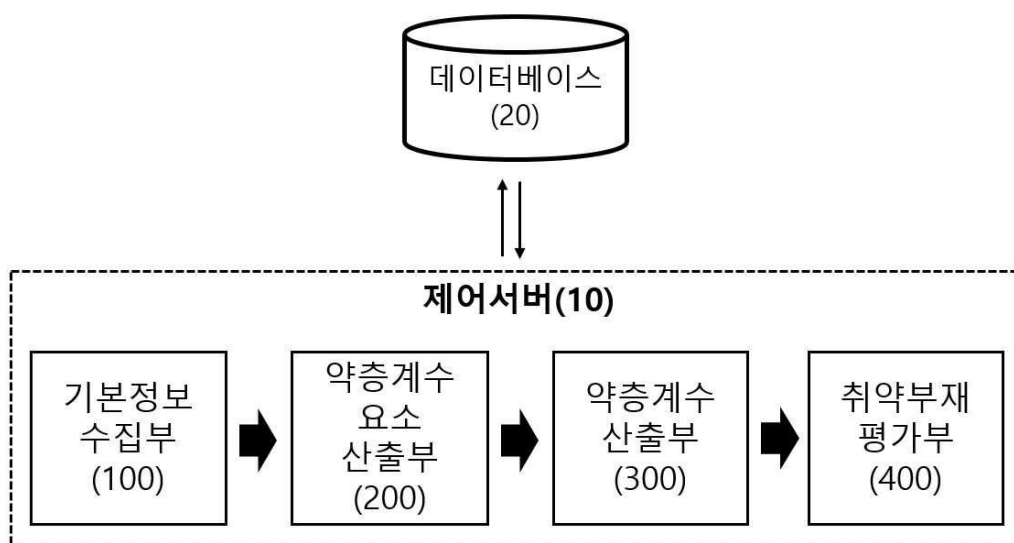 데이터베이스
(20)
제어서버(10)
기본정보
수집부
(100)
약층계수
요소
산출부
(200)
약층계수
산출부
(300)
취약부재
평가부
(400)